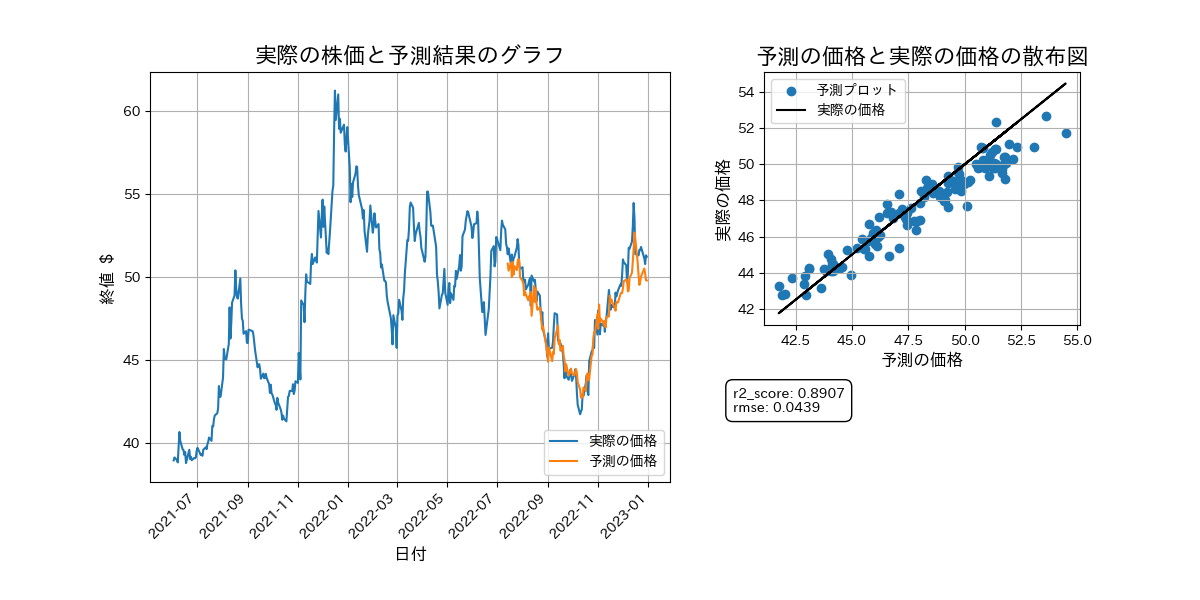 実際の株価と予測結果のグラフ
終値 $
60
55
50
45
40
2021-07
2021-09
2021-11
2022-01
2022-03
2022-05
2022-07
2022-09
2022-11
2023-01
日付
実際の価格
予測の価格
予測の価格と実際の価格の散布図
実際の価格
54
52
50
48
46
44
42
予測プロット
実際の価格
42.5
45.0
47.5
50.0
52.5
55.0
予測の価格
r2_score: 0.8907
rmse: 0.0439